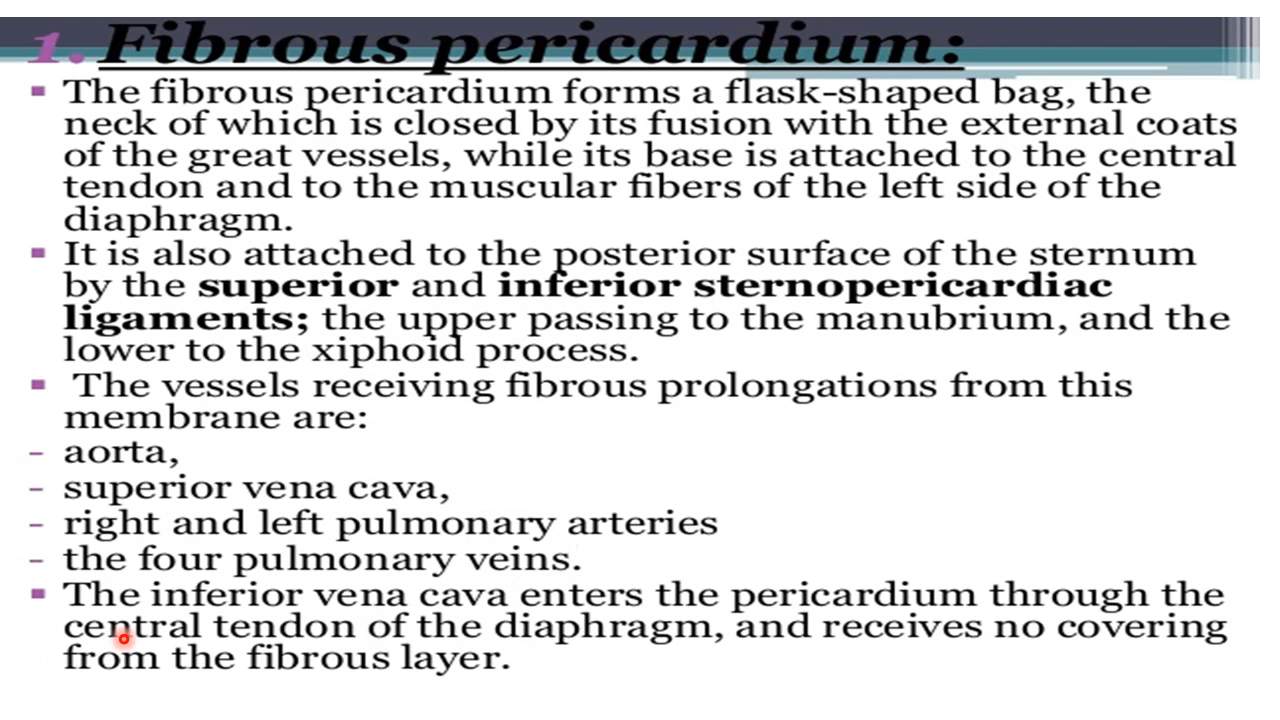 1. Fibrous pericardium:
▪ The fibrous pericardium forms a flask-shaped bag, the
neck of which is closed by its fusion with the external coats
of the great vessels, while its base is attached to the central
tendon and to the muscular fibers of the left side of the
diaphragm.
▪ It is also attached to the posterior surface of the sternum
by the superior and inferior sternopericardiac
ligaments; the upper passing to the manubrium, and the
lower to the xiphoid process.
▪ The vessels receiving fibrous prolongations from this
membrane are:
- aorta,
- superior vena cava,
- right and left pulmonary arteries
- the four pulmonary veins.
▪ The inferior vena cava enters the pericardium through the
central tendon of the diaphragm, and receives no covering
from the fibrous layer.